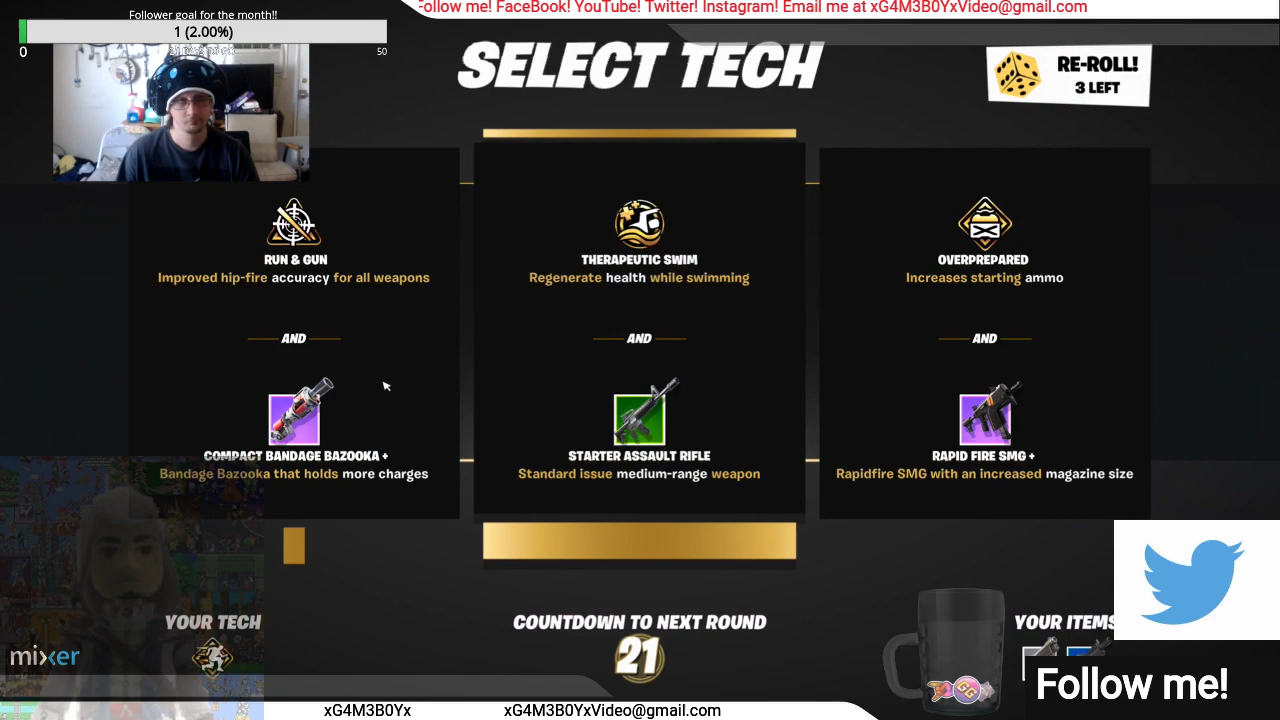 Follower goal for the month!!
1 (2.00%)
0
50
Follow me! FaceBook! YouTube! Twitter! Instagram! Email me at xG4M3B0YxVideo@gmail.com
SELECT TECH
RE-ROLL!
3 LEFT
RUN & GUN
Improved hip-fire accuracy for all weapons
AND
COMPACT BANDAGE BAZOOKA +
Bandage Bazooka that holds more charges
THERAPEUTIC SWIM
Regenerate health while swimming
AND
STARTER ASSAULT RIFLE
Standard issue medium-range weapon
OVERPREPARED
Increases starting ammo
AND
RAPID FIRE SMG +
Rapidfire SMG with an increased magazine size
YOUR TECH
COUNTDOWN TO NEXT ROUND
21
YOUR ITEMS
mixer
GG
Follow me!
xG4M3B0Yx
xG4M3B0YxVideo@gmail.com